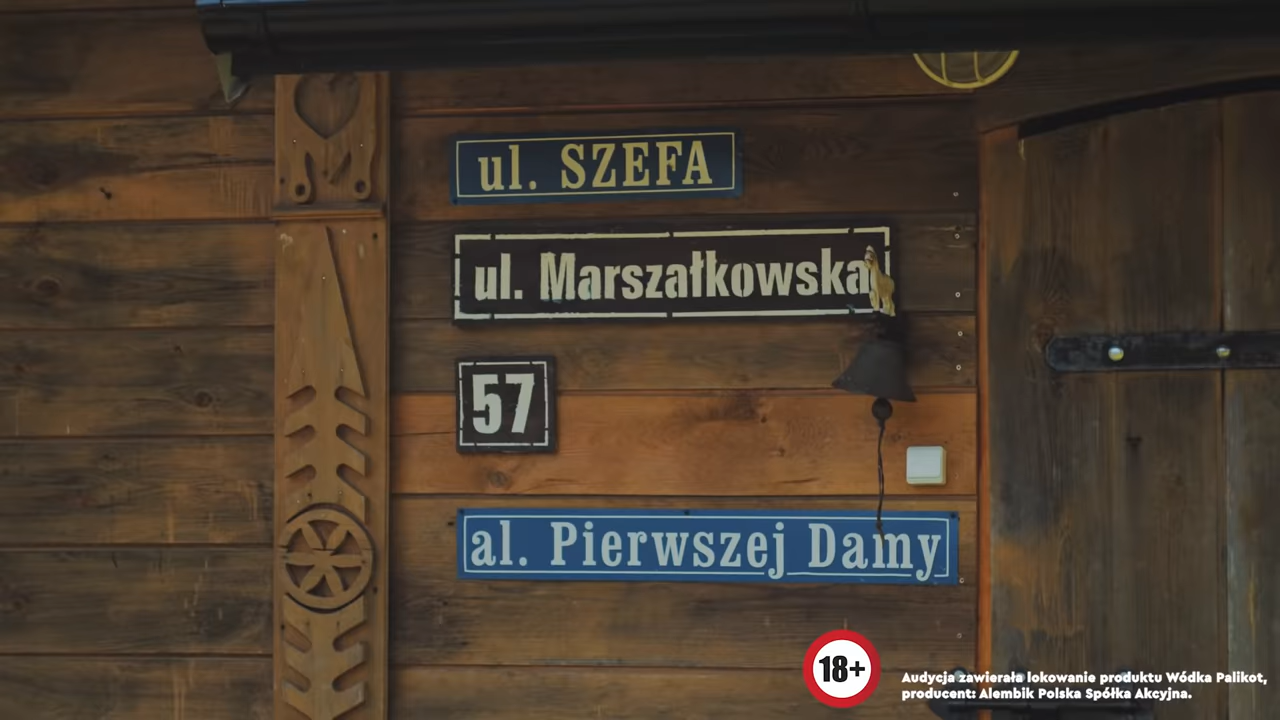 ul. SZEFA
ul. Marszałkowska
57
al. Pierwszej Damy
18+
Audycja zawierała lokowanie produktu Wódka Palikot,
producent: Alembik Polska Spółka Akcyjna.